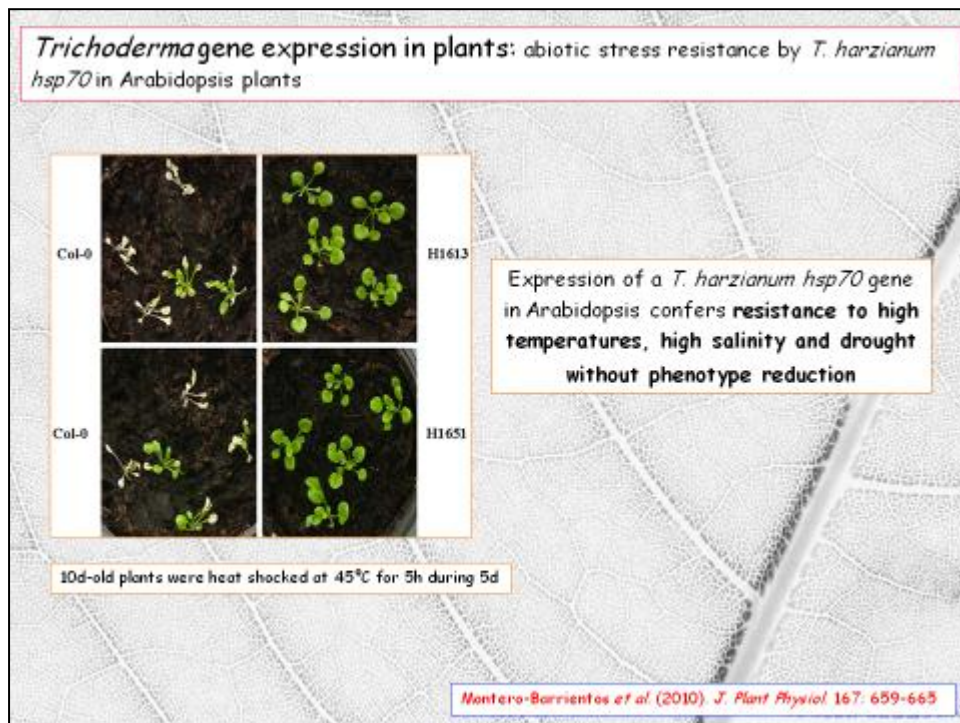 Trichoderma gene expression in plants: abiotic stress resistance by T. harzianum
hsp70 in Arabidopsis plants
Col-0
H1613
Col-0
H1651
Expression of a T. harzianum hsp70 gene
in Arabidopsis confers resistance to high
temperatures, high salinity and drought
without phenotype reduction
10d-old plants were heat shocked at 45ºC for 5h during 5d
Montero-Barrientos et al. (2010). J. Plant Physiol. 167: 659-665